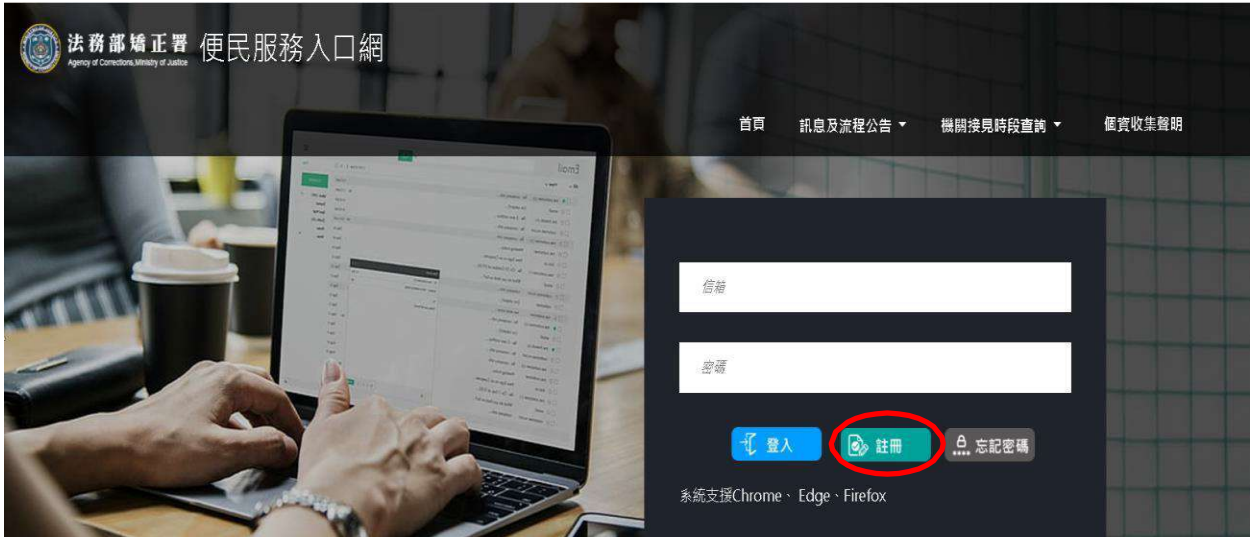 法務部矯正署 便民服務入口網
Agency of Corrections,Ministry of Justice
首頁 訊息及流程公告 機關接見時段查詢 個資收集聲明
信箱
密碼
登入 註冊 忘記密碼
系統支援Chrome、Edge、Firefox